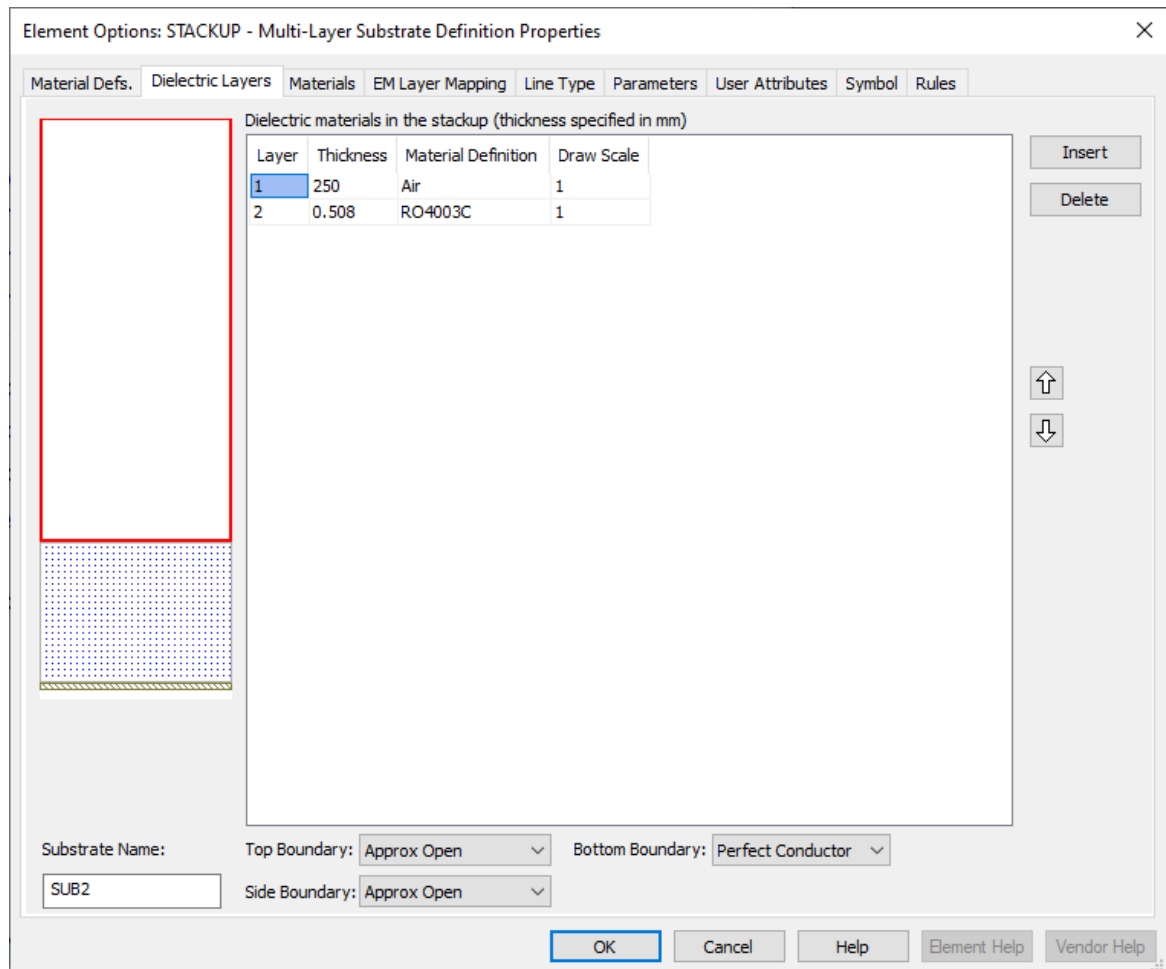 Element Options: STACKUP - Multi-Layer Substrate Definition Properties
Material Defs. Dielectric Layers Materials EM Layer Mapping Line Type Parameters User Attributes Symbol Rules
Dielectric materials in the stackup (thickness specified in mm)
Layer Thickness Material Definition Draw Scale
1 250 Air 1
2 0.508 RO4003C 1
Insert
Delete
Substrate Name:
SUB2
Top Boundary: Approx Open
Bottom Boundary: Perfect Conductor
Side Boundary: Approx Open
OK Cancel Help Element Help Vendor Help